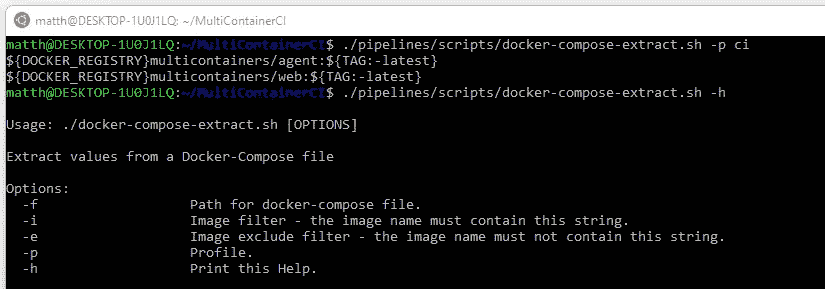 matth@DESKTOP-1U0J1LQ: ~/MultiContainerCI
matth@DESKTOP-1U0J1LQ:~/MultiContainerCI$ ./pipelines/scripts/docker-compose-extract.sh -p ci
${DOCKER_REGISTRY}multicontainers/agent:${TAG:-latest}
${DOCKER_REGISTRY}multicontainers/web:${TAG:-latest}
matth@DESKTOP-1U0J1LQ:~/MultiContainerCI$ ./pipelines/scripts/docker-compose-extract.sh -h
Usage: ./docker-compose-extract.sh [OPTIONS]
Extract values from a Docker-Compose file
Options:
-f Path for docker-compose file.
-i Image filter - the image name must contain this string.
-e Image exclude filter - the image name must not contain this string.
-p Profile.
-h Print this Help.